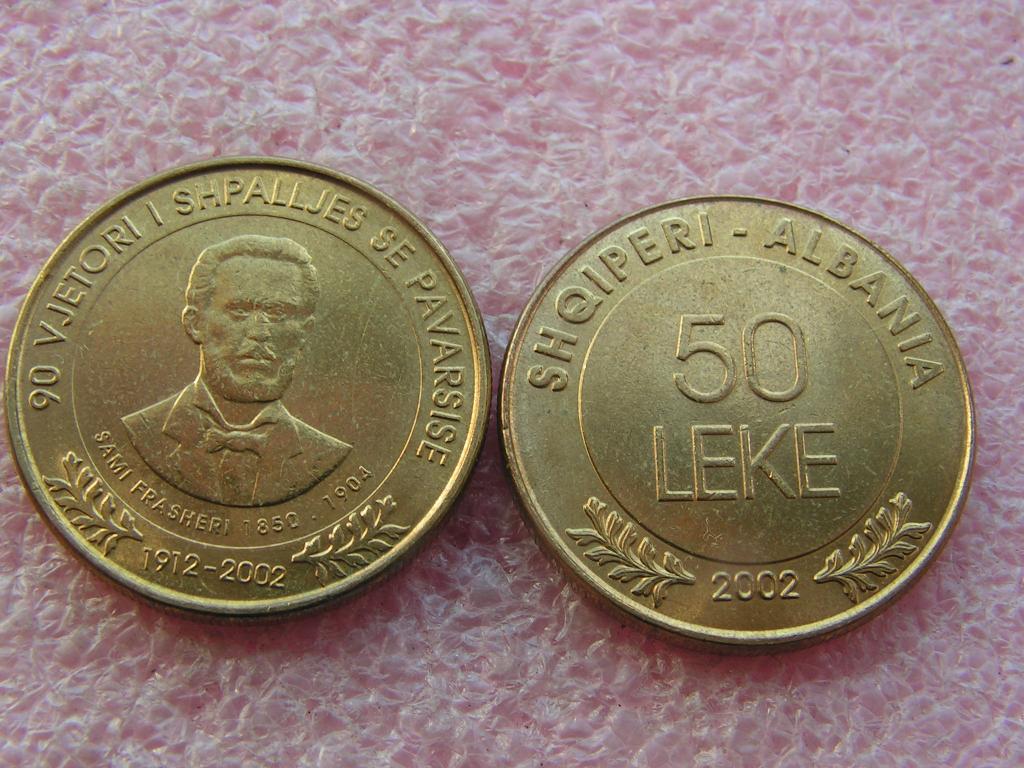 90 VJETORI I SHPALLJES SE PAVARSISE
SAMI FRASHERI 1850 . 1904
1912-2002
SHQIPERI - ALBANIA
50
LEKE
2002